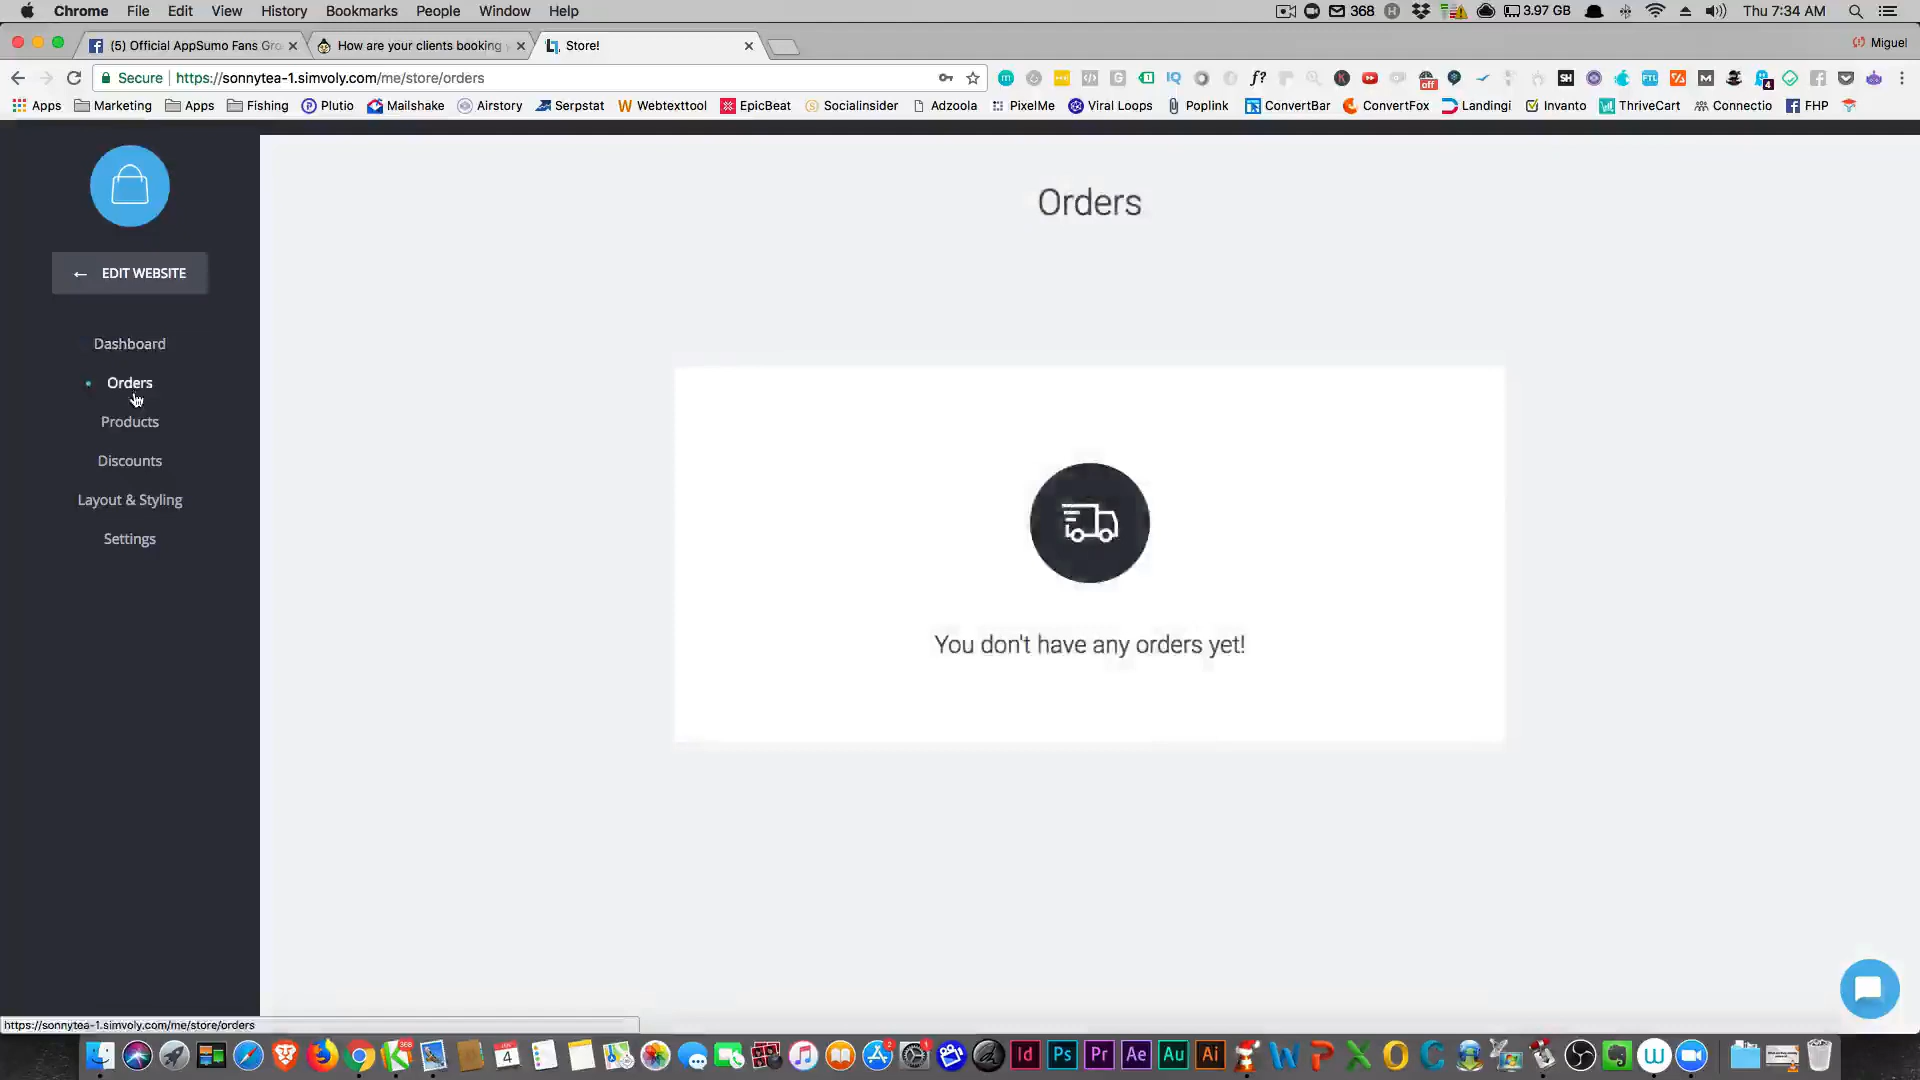 Chrome File Edit View History Bookmarks People Window Help 368 3.97 GB Thu 7:34 AM
(5) Official AppSumo Fans Gro How are your clients booking Store! Miguel
Secure https://sonnytea-1.simvoly.com/me/store/orders
Apps Marketing Apps Fishing Plutio Mailshake Airstory Serpstat Webtexttool EpicBeat Socialinsider Adzoola PixelMe Viral Loops Poplink ConvertBar ConvertFox Landingi Invanto ThriveCart Connectio FHP
← EDIT WEBSITE
Dashboard
Orders
Products
Discounts
Layout & Styling
Settings
Orders
You don't have any orders yet!
https://sonnytea-1.simvoly.com/me/store/orders